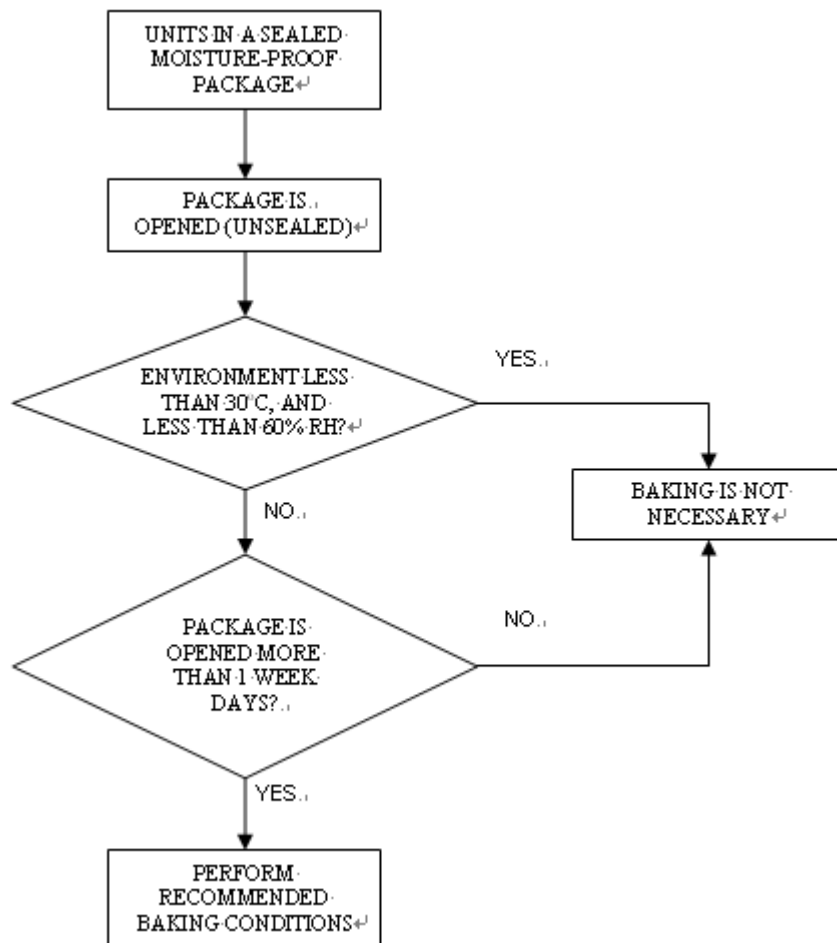 UNITS IN A SEALED
MOISTURE-PROOF
PACKAGE
PACKAGE IS
OPENED (UNSEALED)
ENVIRONMENT LESS
THAN 30°C, AND
LESS THAN 60% RH?
YES
BAKING IS NOT
NECESSARY
NO
PACKAGE IS
OPENED MORE
THAN 1 WEEK
DAYS?
NO
YES
PERFORM
RECOMMENDED
BAKING CONDITIONS